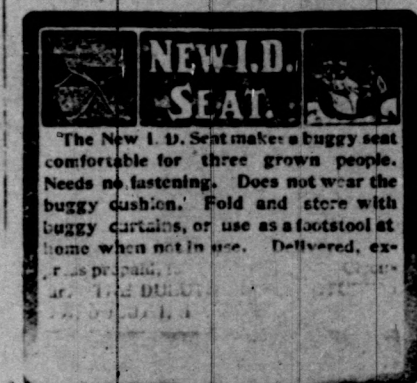 NEW I.D.
SEAT.
The New I. D. Seat makes a buggy seat
comfortable for three grown people.
Needs no fastening. Does not wear the
buggy cushion. Fold and store with
buggy curtains, or use as a footstool at
home when not in use. Delivered, ex-
prepaid,
THE